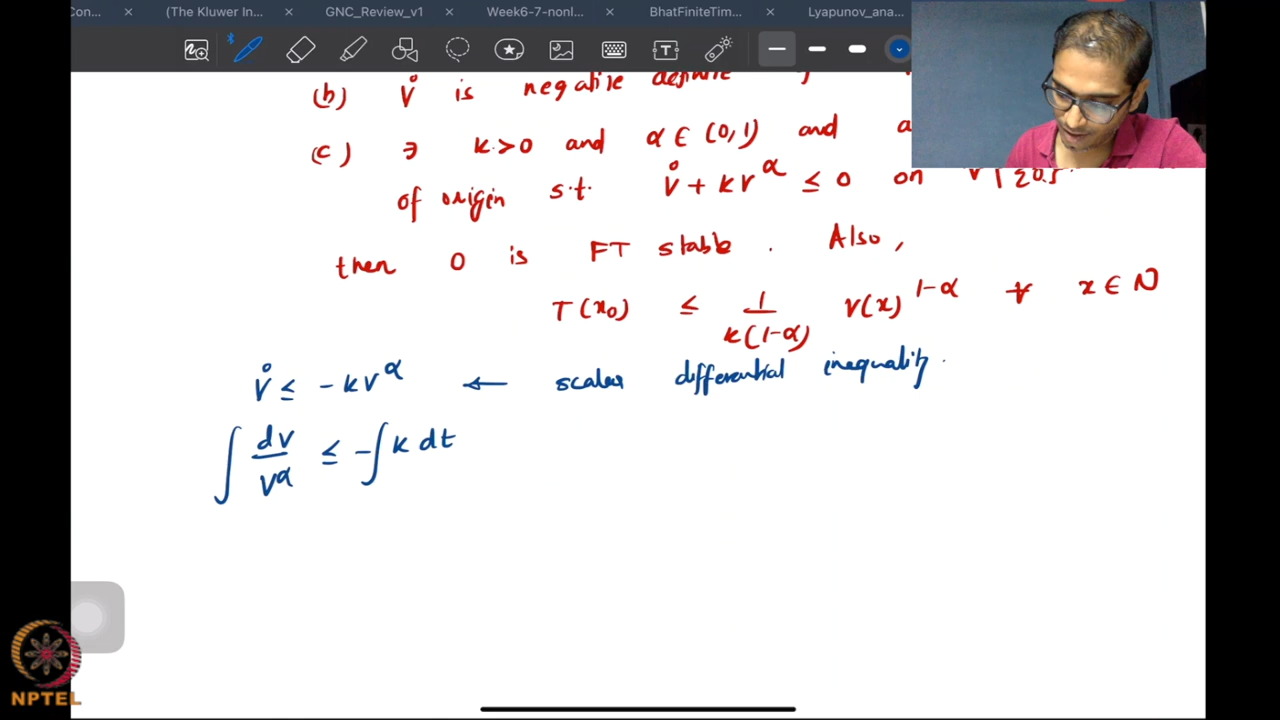 Con...
(The Kluwer In...
GNC_Review_v1
Week6-7-nonl...
BhatFiniteTim...
Lyapunov_ana...
(b) V̊ is negative definite
(c) ∃ k>0 and α ∈ (0,1) and a
of origin s.t. V̊ + kV^α ≤ 0 on V\{0}.
then 0 is FT stable. Also,
T(x₀) ≤ 1/(k(1-α)) V(x)^(1-α) ∀ x ∈ N
V̊ ≤ -kV^α ← scalar differential inequality.
∫ dV/V^α ≤ -∫ k dt
NPTEL